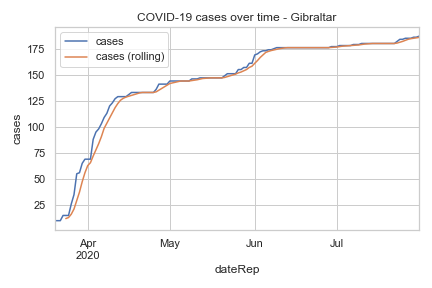 COVID-19 cases over time - Gibraltar
cases
cases (rolling)
175
150
125
100
75
50
25
cases
Apr
2020
May
Jun
Jul
dateRep